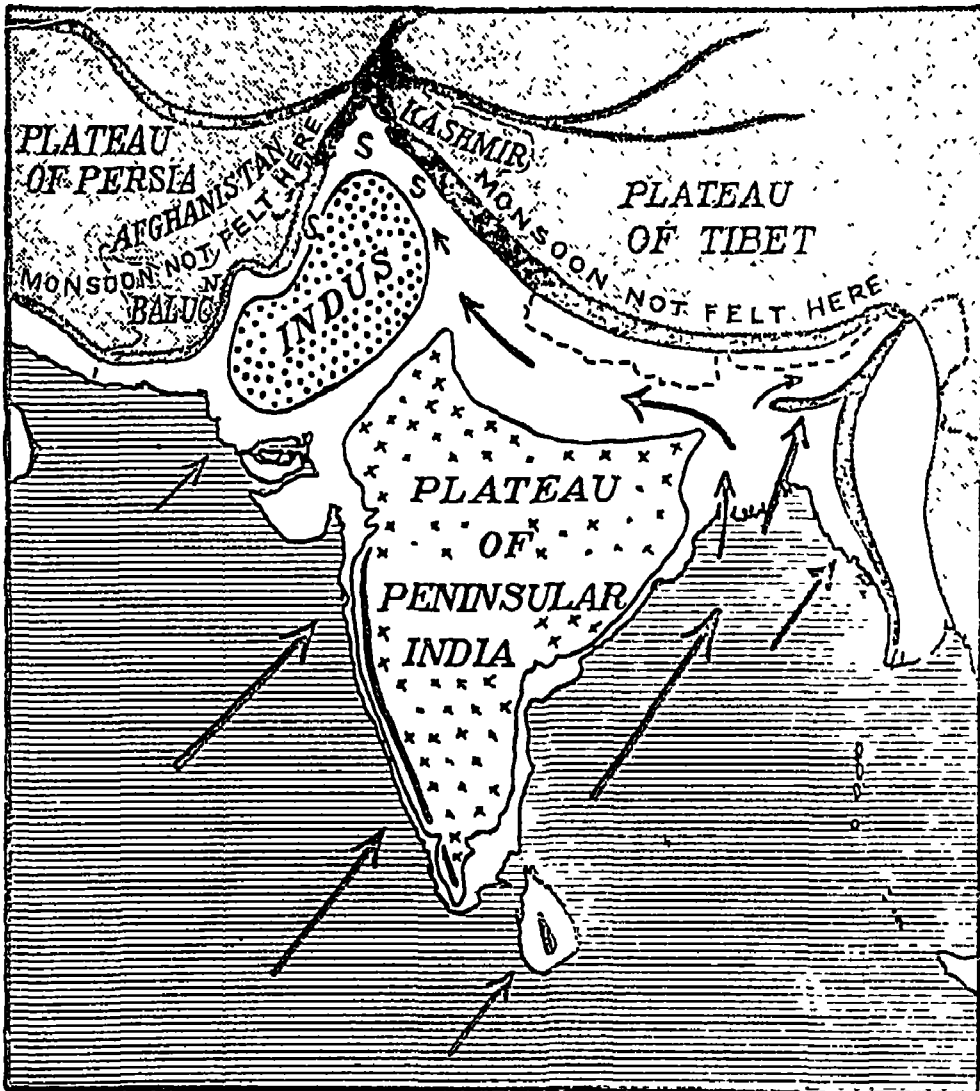 PLATEAU
OF PERSIA
AFGHANISTAN
MONSOON NOT FELT HERE
BALUC
KASHMIR
MONSOON NOT FELT HERE
PLATEAU
OF TIBET
S
S
S
INDUS
PLATEAU
OF
PENINSULAR
INDIA